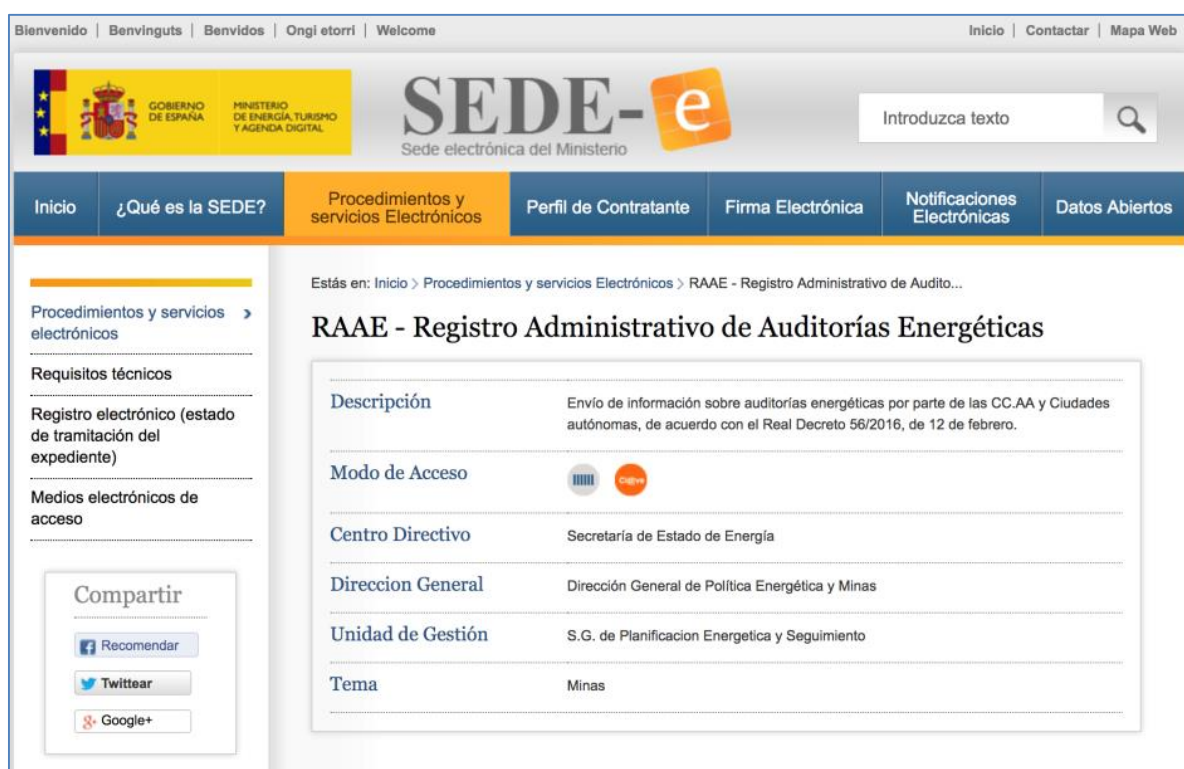 Bienvenido | Benvinguts | Benvidos | Ongi etorri | Welcome
Inicio | Contactar | Mapa Web
GOBIERNO
DE ESPAÑA
MINISTERIO
DE ENERGÍA, TURISMO
Y AGENDA DIGITAL
SEDE-e
Sede electrónica del Ministerio
Introduzca texto
Inicio
¿Qué es la SEDE?
Procedimientos y
servicios Electrónicos
Perfil de Contratante
Firma Electrónica
Notificaciones
Electrónicas
Datos Abiertos
Estás en: Inicio > Procedimientos y servicios Electrónicos > RAAE - Registro Administrativo de Audito...
Procedimientos y servicios
electrónicos
Requisitos técnicos
Registro electrónico (estado
de tramitación del
expediente)
Medios electrónicos de
acceso
Compartir
Recomendar
Twittear
Google+
RAAE - Registro Administrativo de Auditorías Energéticas
Descripción
Envío de información sobre auditorías energéticas por parte de las CC.AA y Ciudades
autónomas, de acuerdo con el Real Decreto 56/2016, de 12 de febrero.
Modo de Acceso
Cl@ve
Centro Directivo
Secretaría de Estado de Energía
Direccion General
Dirección General de Política Energética y Minas
Unidad de Gestión
S.G. de Planificacion Energetica y Seguimiento
Tema
Minas